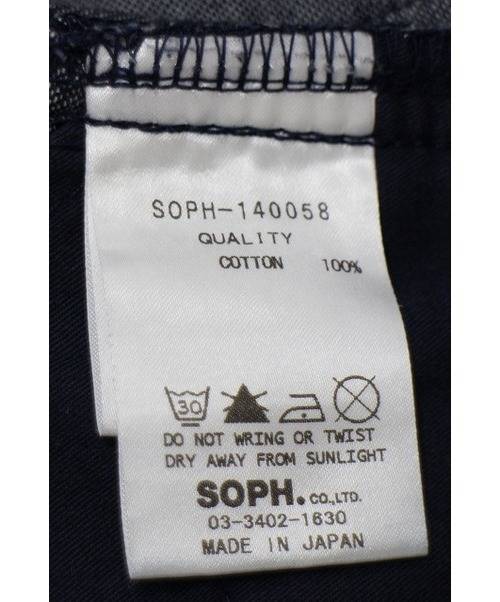 SOPH-140058
QUALITY
COTTON 100%
30
DO NOT WRING OR TWIST
DRY AWAY FROM SUNLIGHT
SOPH. CO.,LTD.
03-3402-1630
MADE IN JAPAN